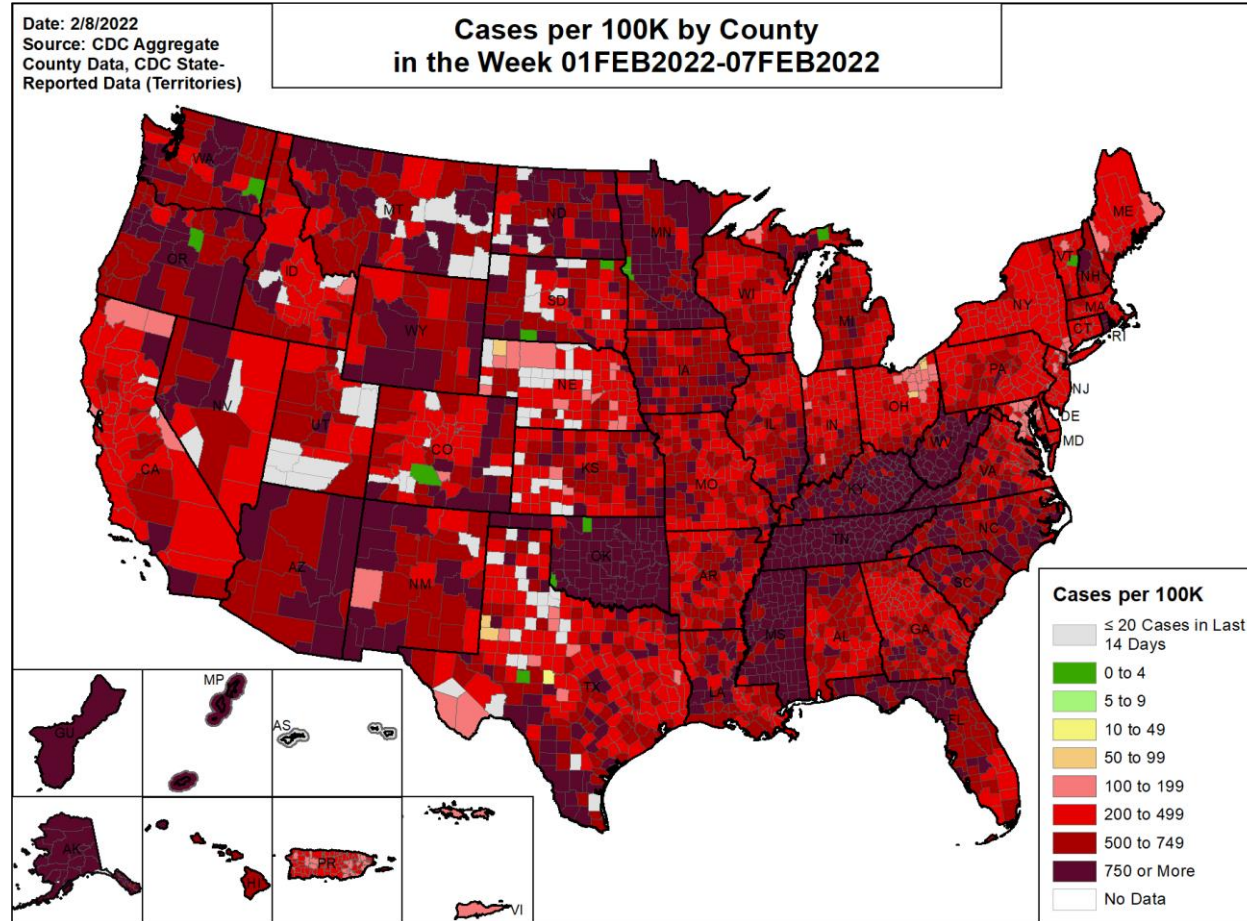 Date: 2/8/2022
Source: CDC Aggregate
County Data, CDC State-
Reported Data (Territories)
Cases per 100K by County
in the Week 01FEB2022-07FEB2022
WA
MT
ND
MN
ME
OR
ID
SD
WI
MI
VT
NH
NY
MA
CT
RI
WY
IA
NE
PA
NJ
NV
UT
CO
IL
IN
OH
DE
MD
CA
KS
MO
WV
VA
KY
AZ
NM
OK
AR
TN
NC
SC
MS
AL
GA
TX
LA
FL
GU
MP
AS
AK
HI
PR
VI
Cases per 100K
≤ 20 Cases in Last
14 Days
0 to 4
5 to 9
10 to 49
50 to 99
100 to 199
200 to 499
500 to 749
750 or More
No Data